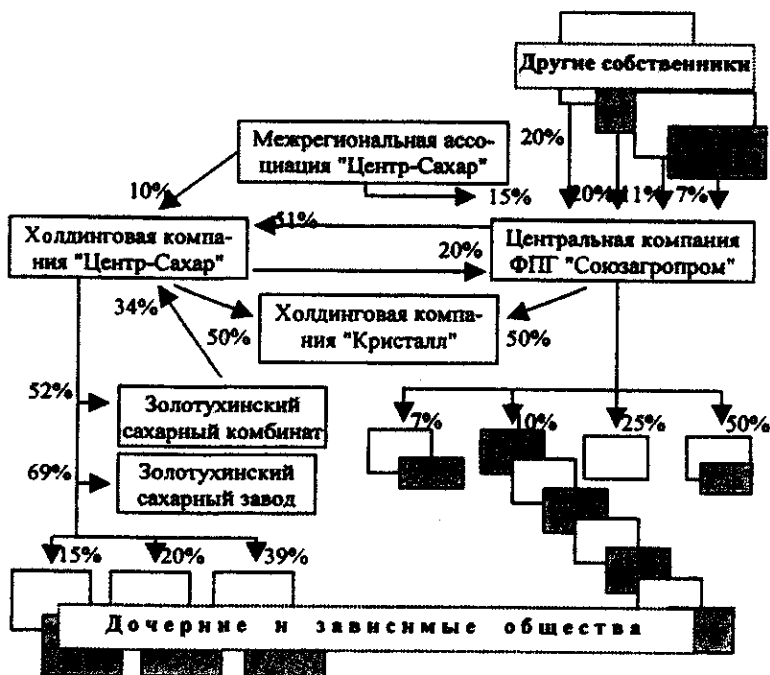 Другие собственники
20%
Межрегиональная ассо-
циация "Центр-Сахар"
10%
15%
20%
11%
7%
51%
Холдинговая компа-
ния "Центр-Сахар"
20%
Центральная компания
ФПГ "Союзагропром"
34%
50%
Холдинговая компа-
ния "Кристалл"
50%
52%
Золотухинский
сахарный комбинат
7%
0%
25%
50%
69%
Золотухинский
сахарный завод
15%
20%
39%
Дочерние и зависимые общества